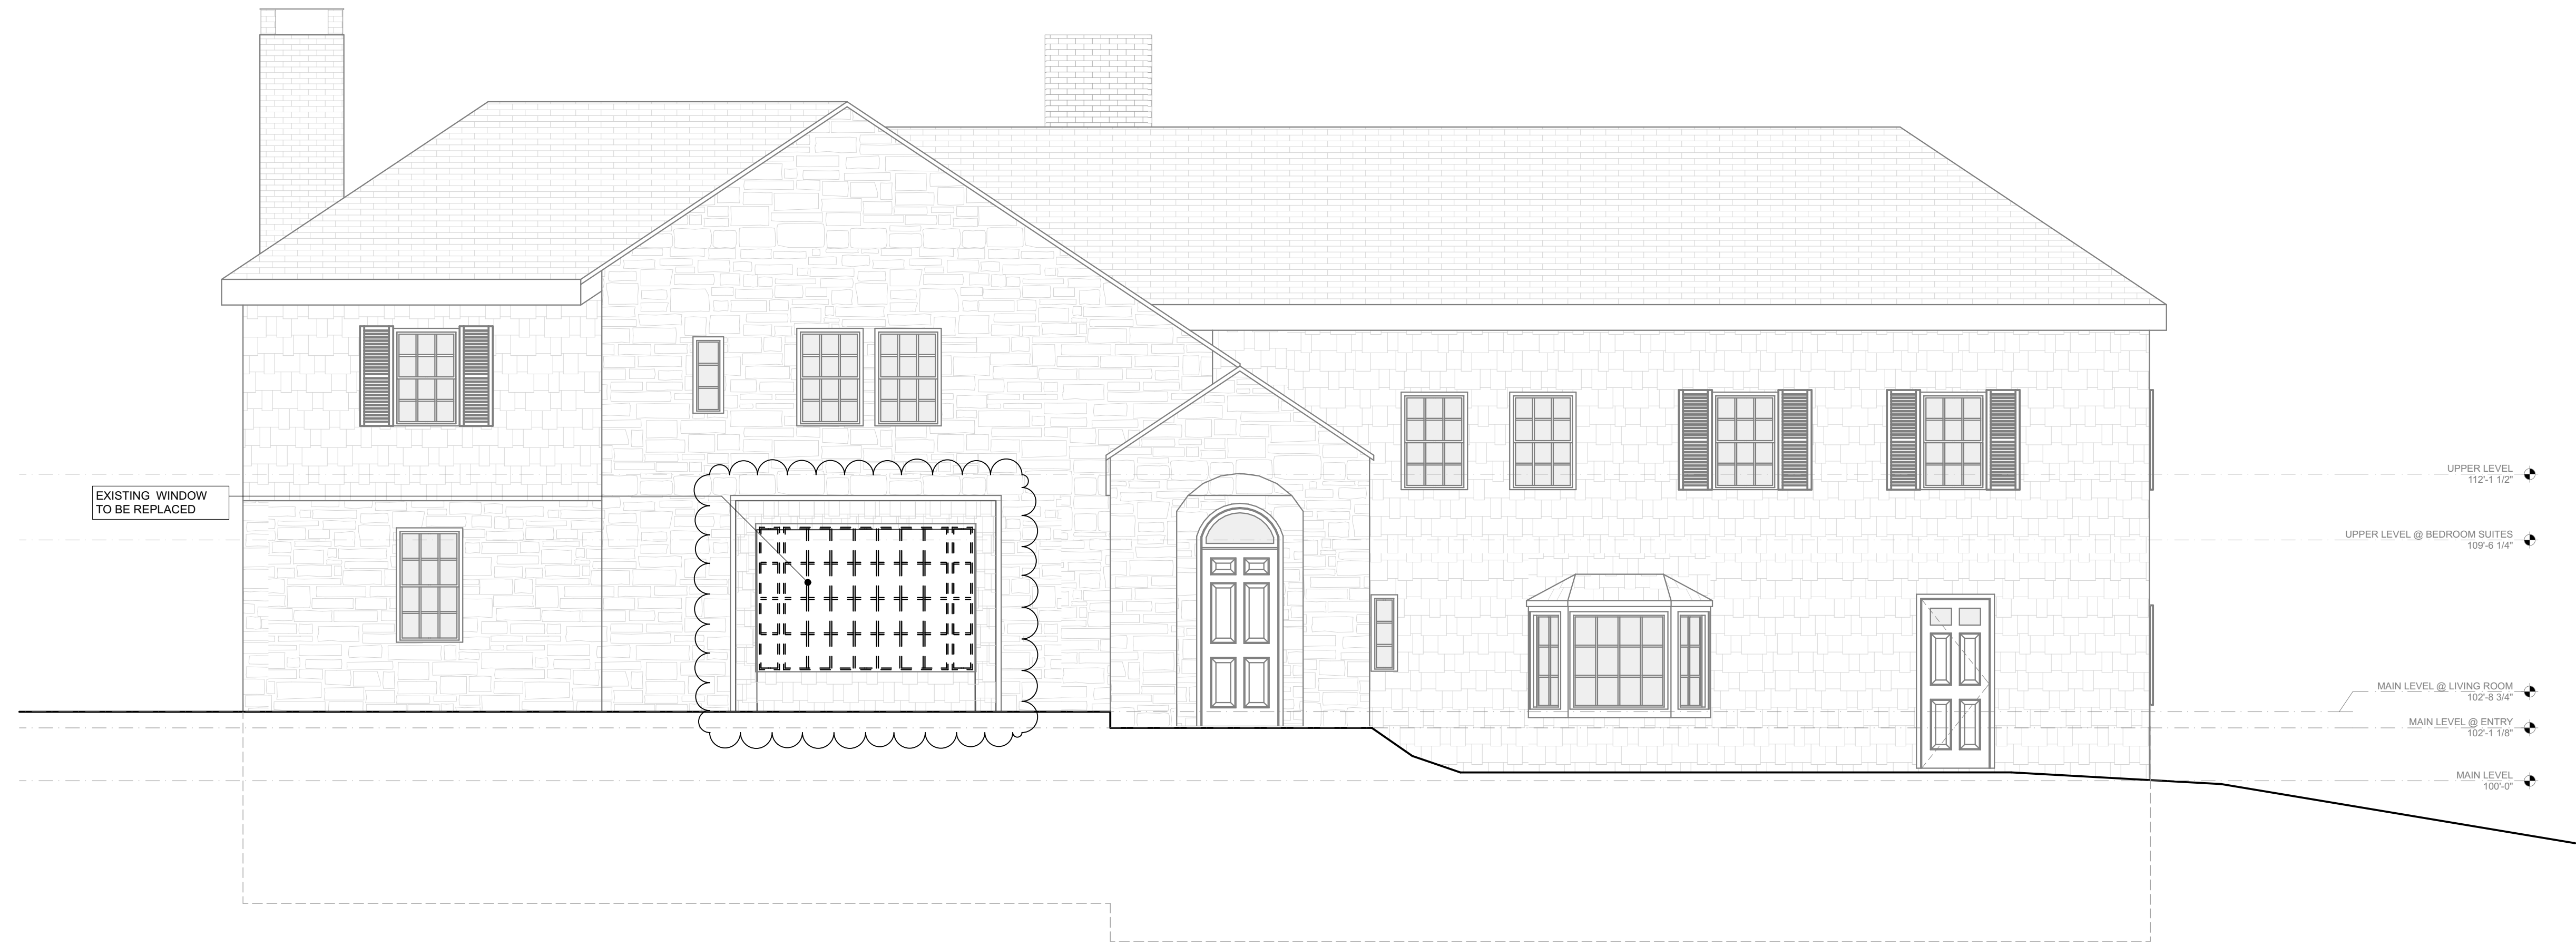 UPPER LEVEL
112'-1 1/2"
EXISTING WINDOW
TO BE REPLACED
UPPER LEVEL @ BEDROOM SUITES
109'-6 1/4"
MAIN LEVEL @ LIVING ROOM
102'-8 3/4"
MAIN LEVEL @ ENTRY
102'-1 1/8"
MAIN LEVEL
100'-0"